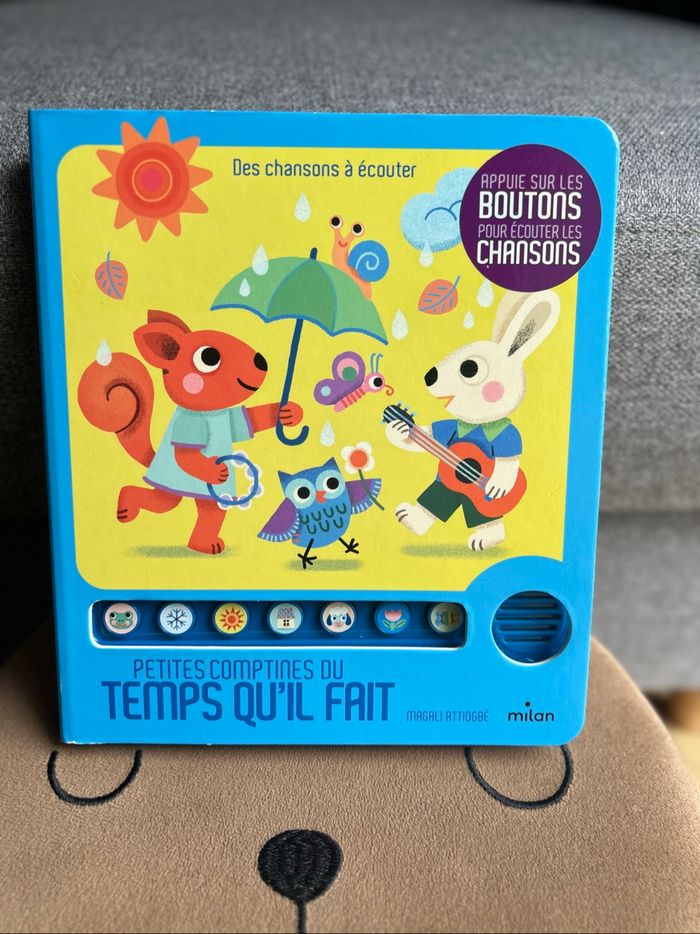 Des chansons à écouter
APPUIE SUR LES
BOUTONS
POUR ÉCOUTER LES
CHANSONS
PETITES COMPTINES DU
TEMPS QU'IL FAIT
MAGALI ATTIOGBÉ
milan